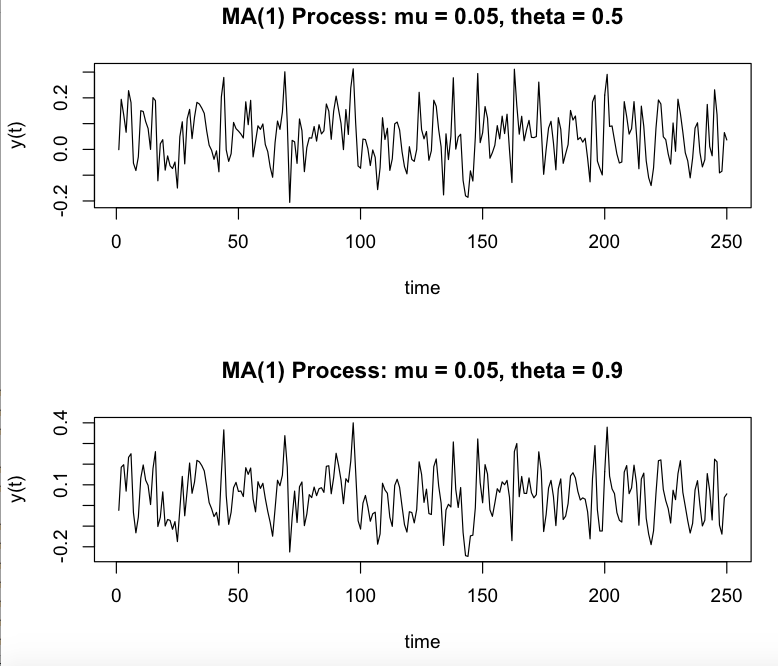 MA(1) Process: mu = 0.05, theta = 0.5
y(t)
0.2
0.0
-0.2
0 50 100 150 200 250
time
MA(1) Process: mu = 0.05, theta = 0.9
y(t)
0.4
0.1
-0.2
0 50 100 150 200 250
time